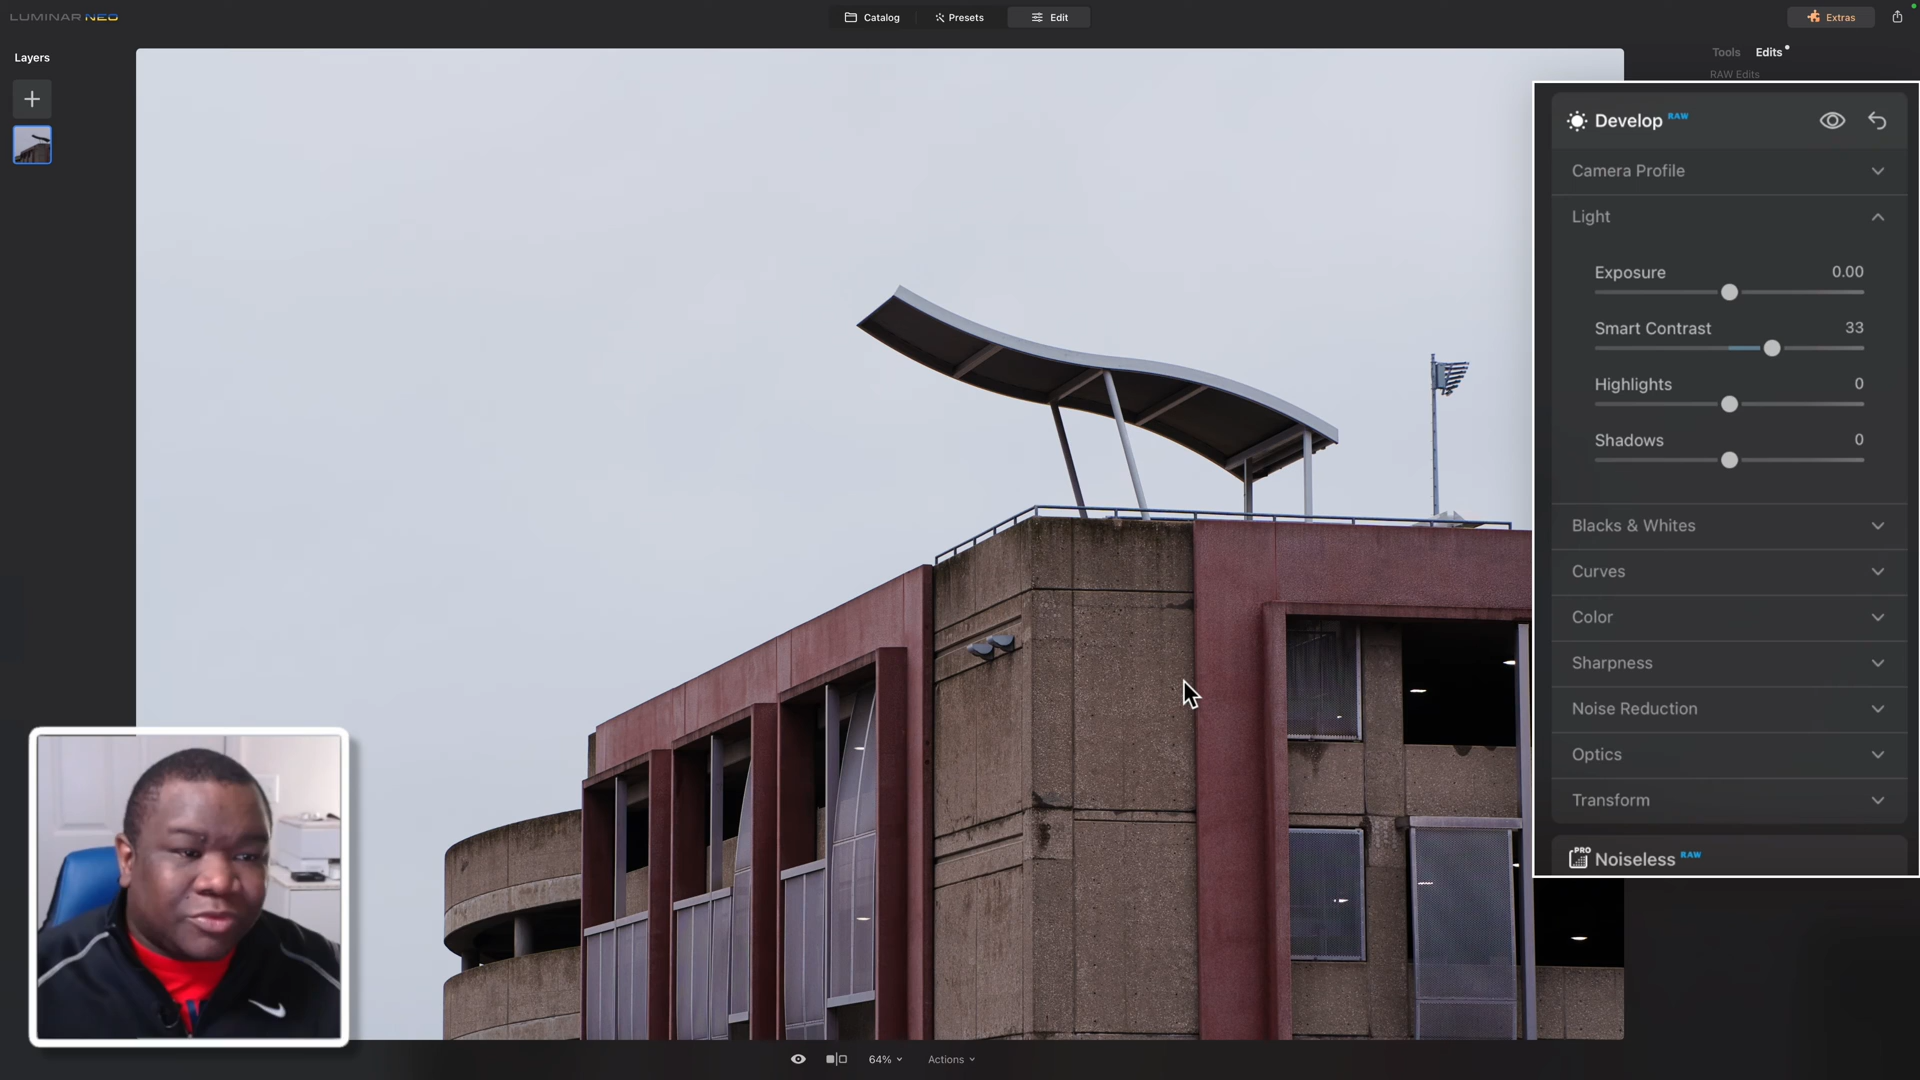 LUMINAR NEO
Catalog
Presets
Edit
Extras
Layers
Tools
Edits
RAW Edits
Develop RAW
Camera Profile
Light
Exposure 0.00
Smart Contrast 33
Highlights 0
Shadows 0
Blacks & Whites
Curves
Color
Sharpness
Noise Reduction
Optics
Transform
PRO
Noiseless RAW
64%
Actions